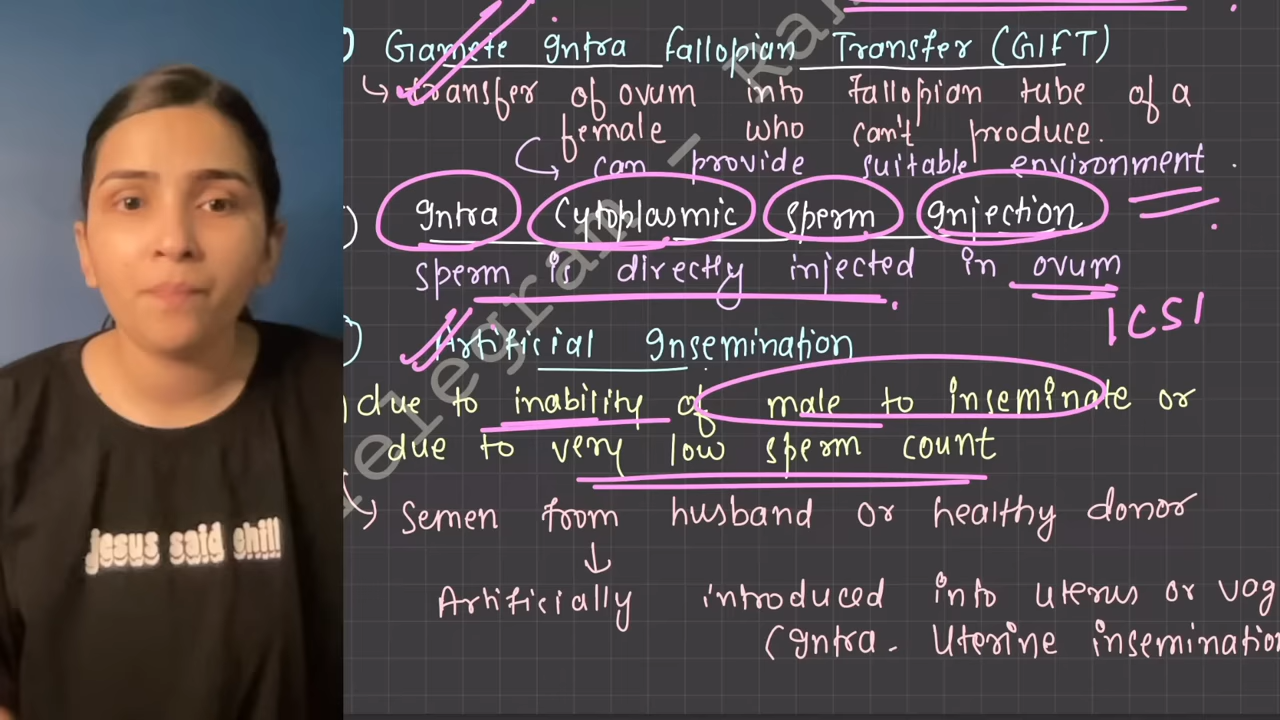 Gamete Intra Fallopian Transfer (GIFT)
transfer of ovum into fallopian tube of a
female who can't produce.
can provide suitable environment.
Intra Cytoplasmic Sperm Injection
sperm is directly injected in ovum
ICSI
Artificial Insemination
due to inability of male to inseminate or
due to very low sperm count
Semen from husband or healthy donor
Artificially introduced into uterus or vag
(Intra-Uterine insemination
jesus said chill
Telegram -